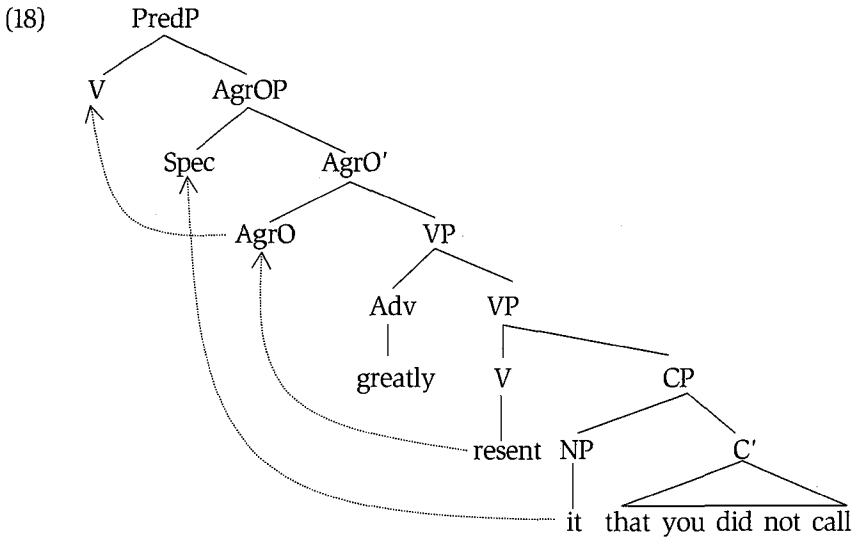 (18) PredP
V AgrOP
Spec AgrO'
AgrO VP
Adv VP
greatly V CP
resent NP C'
it that you did not call